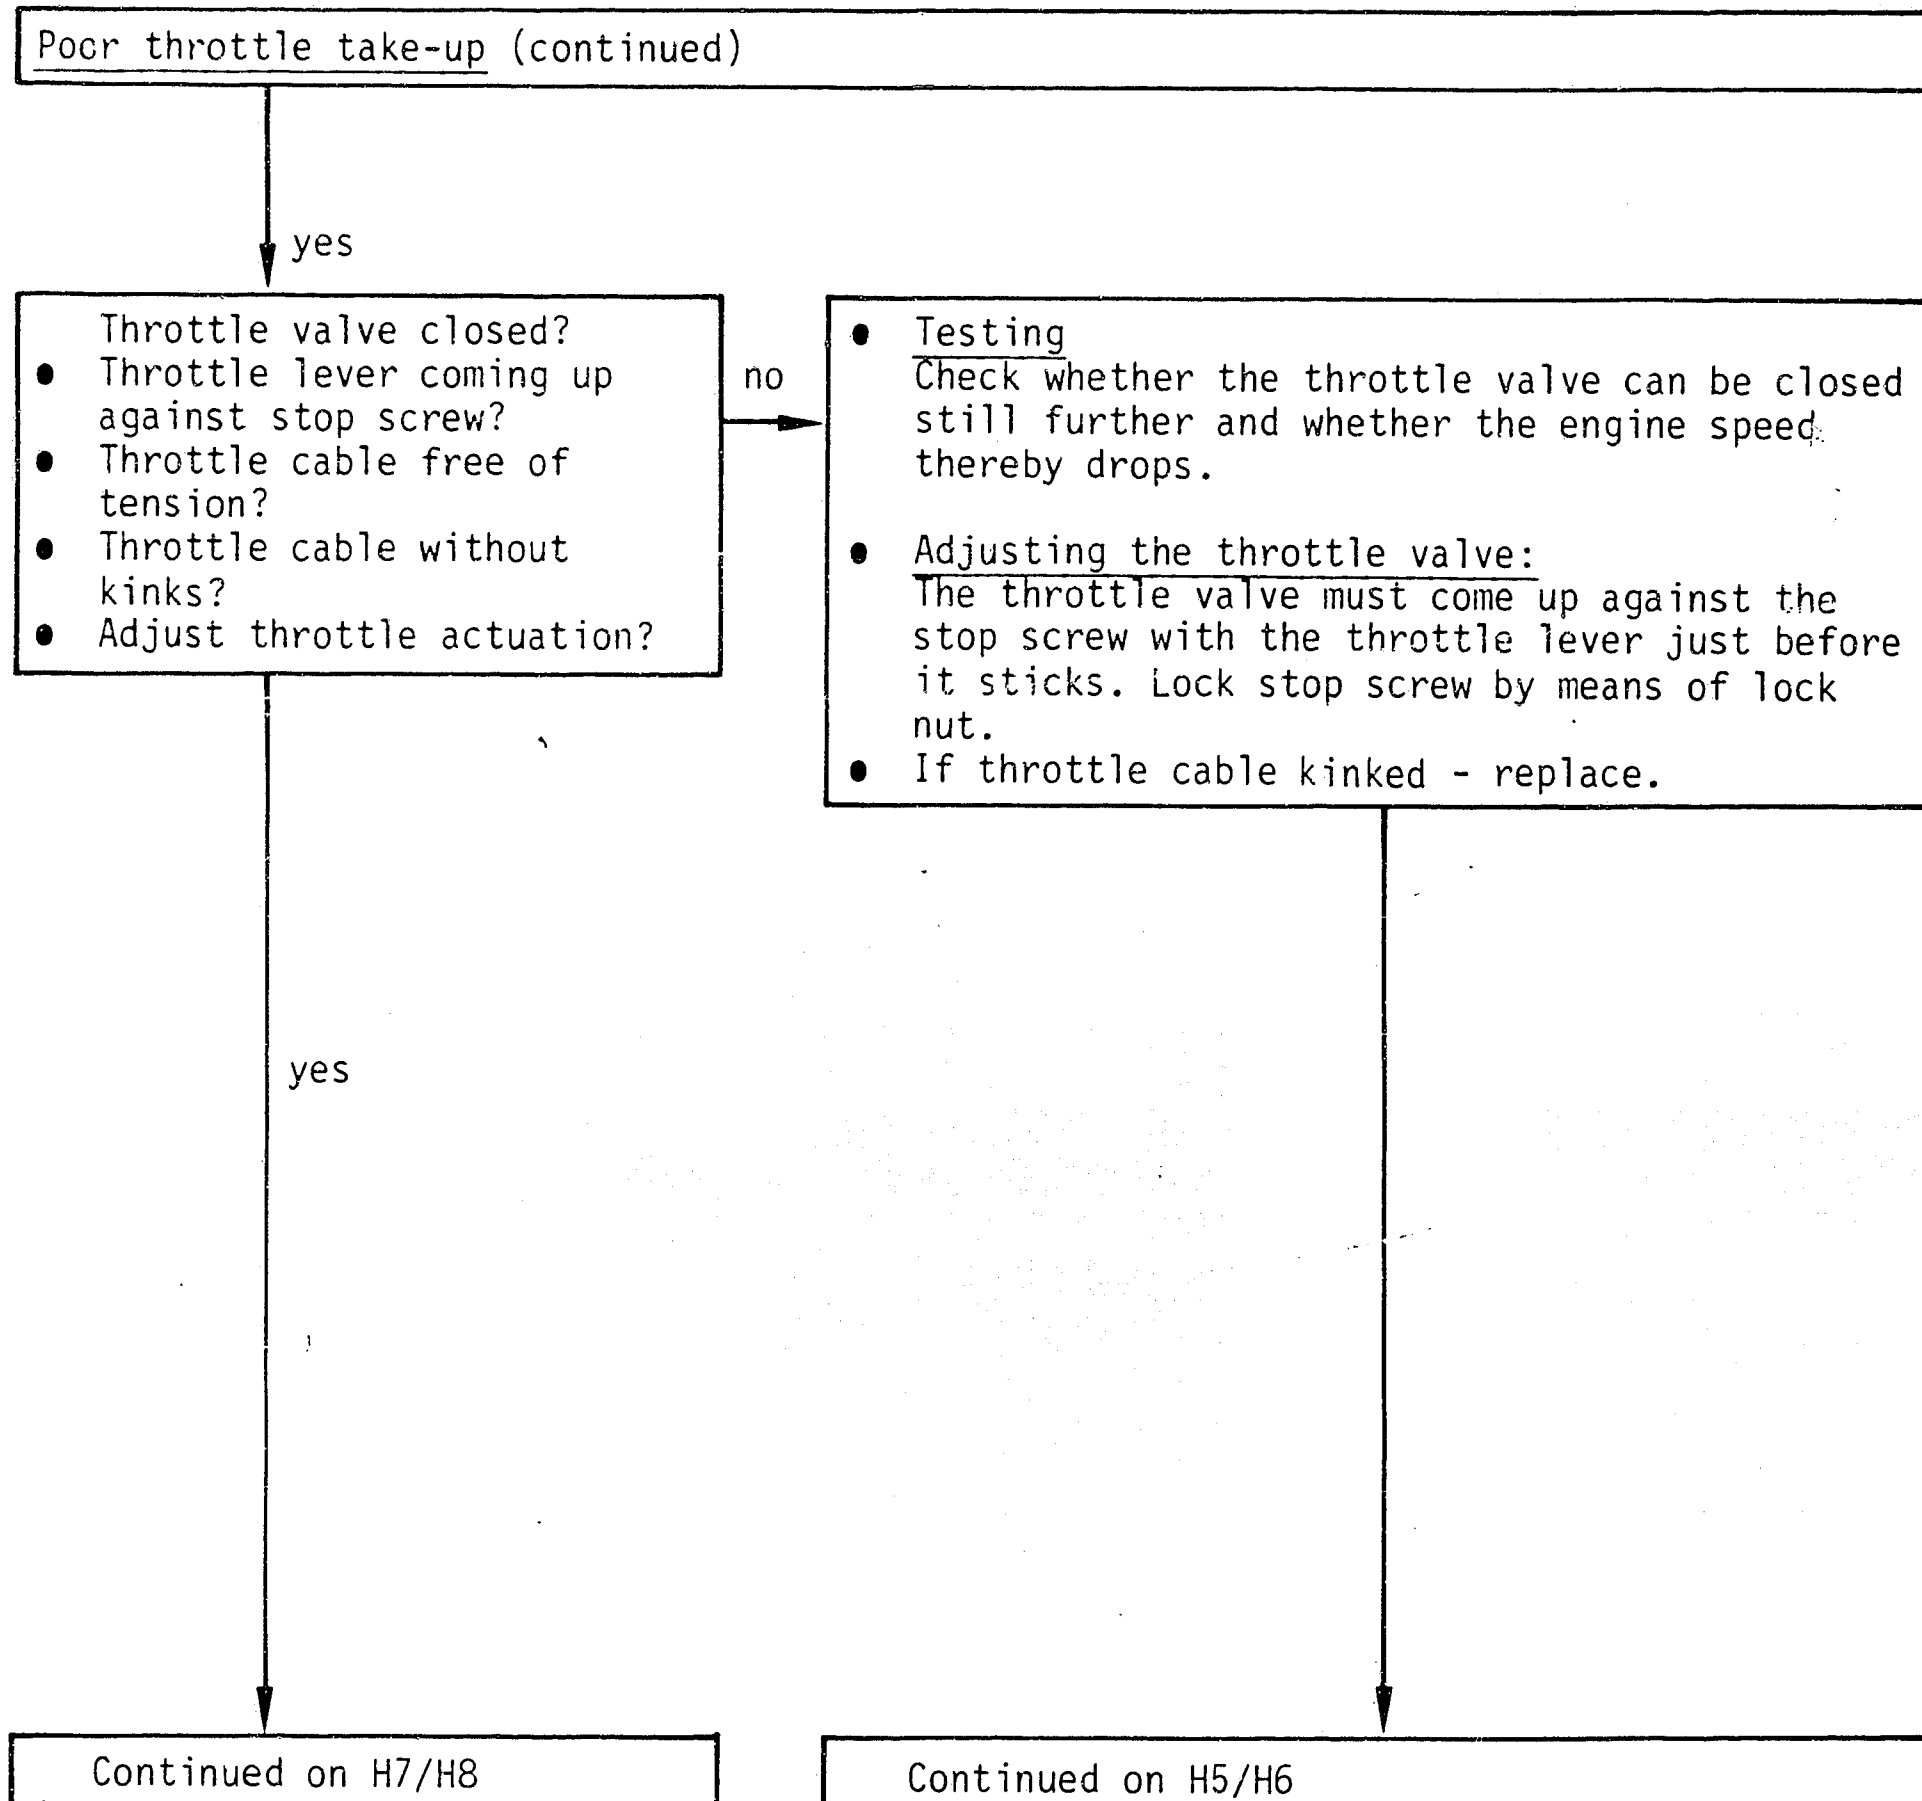 Poor throttle take-up (continued)
yes
Throttle valve closed?
● Throttle lever coming up
against stop screw?
● Throttle cable free of
tension?
● Throttle cable without
kinks?
● Adjust throttle actuation?
no
● Testing
Check whether the throttle valve can be closed
still further and whether the engine speed
thereby drops.
● Adjusting the throttle valve:
The throttle valve must come up against the
stop screw with the throttle lever just before
it sticks. Lock stop screw by means of lock
nut.
● If throttle cable kinked - replace.
yes
Continued on H7/H8
Continued on H5/H6